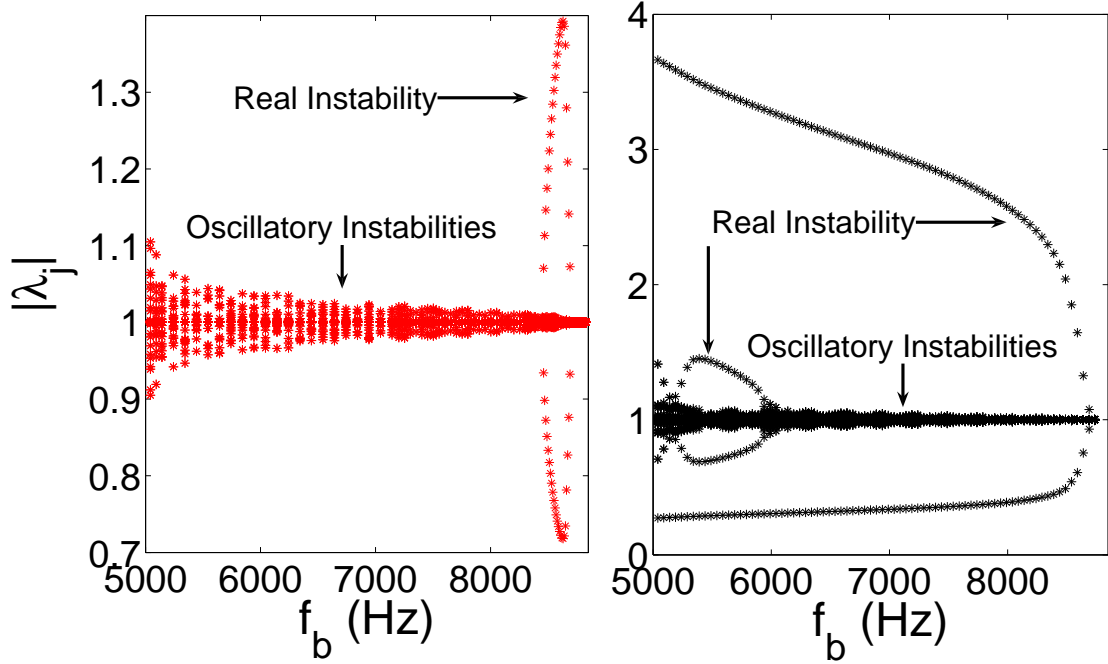 |λj|
1.3
1.2
1.1
1
0.9
0.8
0.7
Real Instability
Oscillatory Instabilities
5000 6000 7000 8000
fb (Hz)
4
3
2
1
0
Real Instability
Oscillatory Instabilities
5000 6000 7000 8000
fb (Hz)